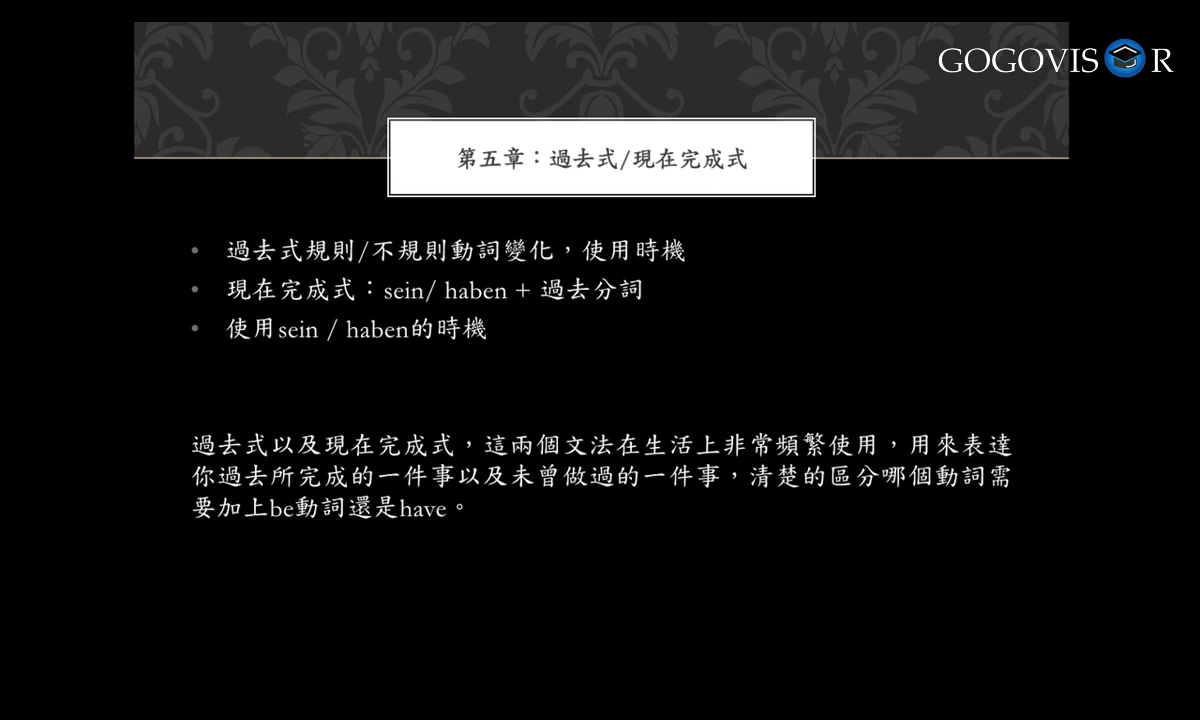 GOGOVISOR
第五章：過去式/現在完成式
• 過去式規則/不規則動詞變化，使用時機
• 現在完成式：sein/ haben + 過去分詞
• 使用sein / haben的時機
過去式以及現在完成式，這兩個文法在生活上非常頻繁使用，用來表達
你過去所完成的一件事以及未曾做過的一件事，清楚的區分哪個動詞需
要加上be動詞還是have。